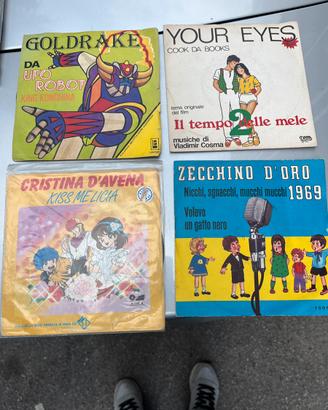 GOLDRAKE
DA
UFO
ROBOT
KING KONGHINA
YOUR EYES
COOK DA BOOKS
tema originale
del film
Il tempo delle mele
2
musiche di
Vladimir Cosma
CRISTINA D'AVENA
KISS ME LICIA
ZECCHINO D'ORO
Nicchi, sgnacchi, mucchi mucchi
1969
Volevo
un gatto nero